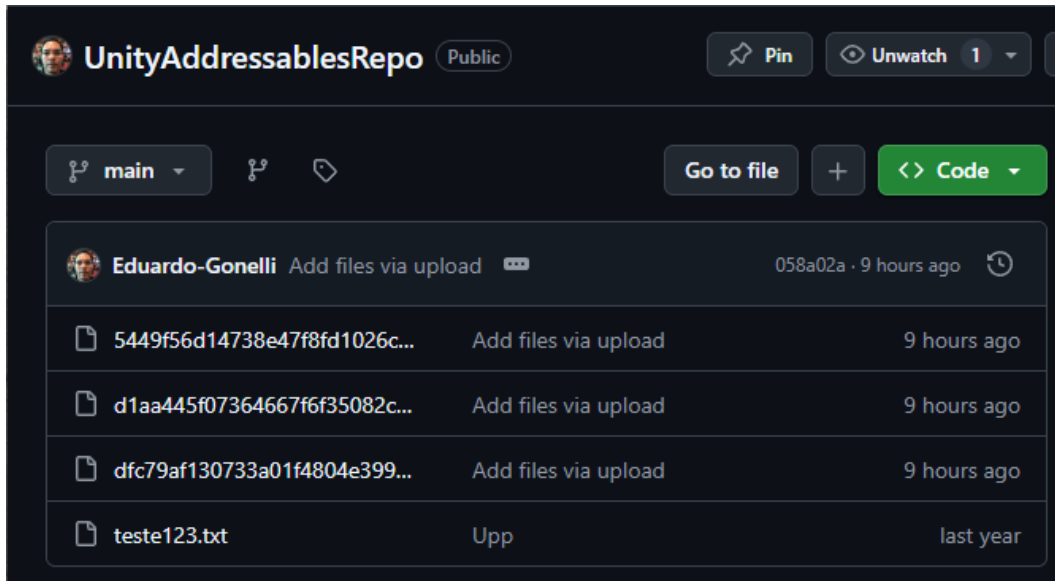 UnityAddressablesRepo Public Pin Unwatch 1
main Go to file + <> Code
Eduardo-Gonelli Add files via upload 058a02a · 9 hours ago
5449f56d14738e47f8fd1026c... Add files via upload 9 hours ago
d1aa445f07364667f6f35082c... Add files via upload 9 hours ago
dfc79af130733a01f4804e399... Add files via upload 9 hours ago
teste123.txt Upp last year